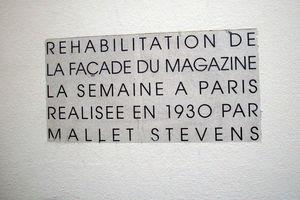 REHABILITATION DE
LA FAÇADE DU MAGAZINE
LA SEMAINE A PARIS
REALISEE EN 1930 PAR
MALLET STEVENS